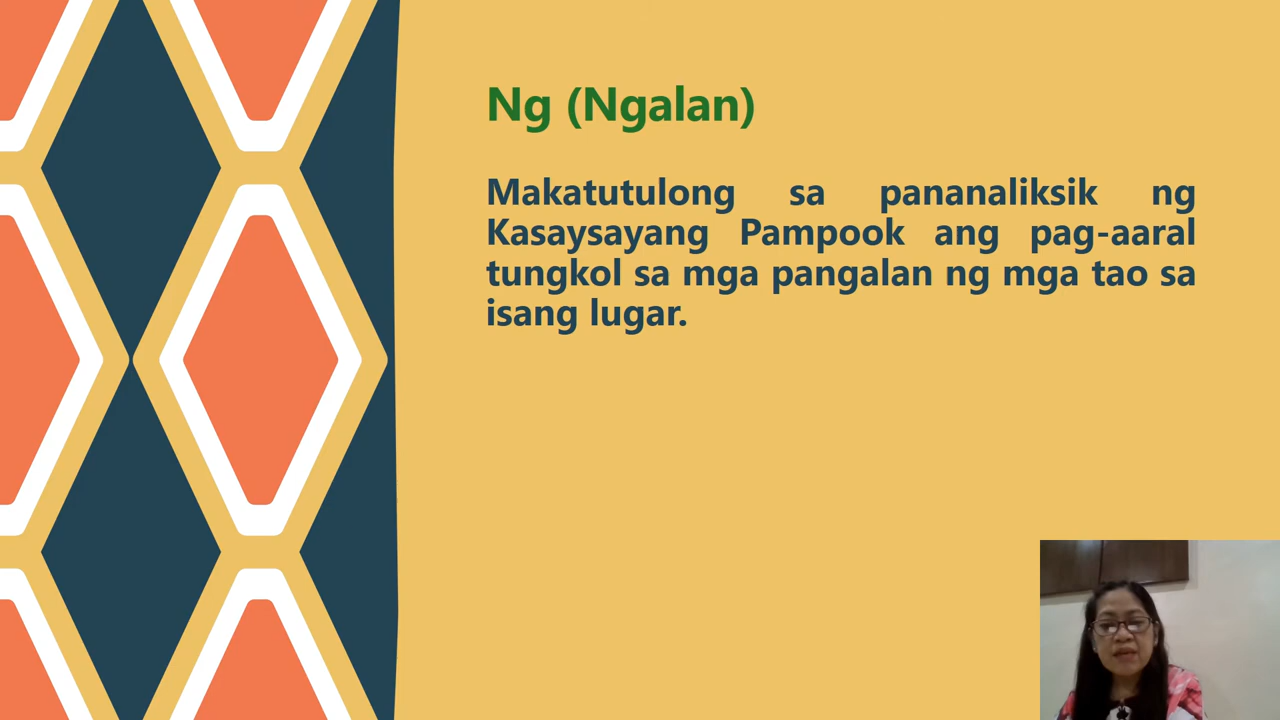 Ng (Ngalan)
Makatutulong sa pananaliksik ng
Kasaysayang Pampook ang pag-aaral
tungkol sa mga pangalan ng mga tao sa
isang lugar.